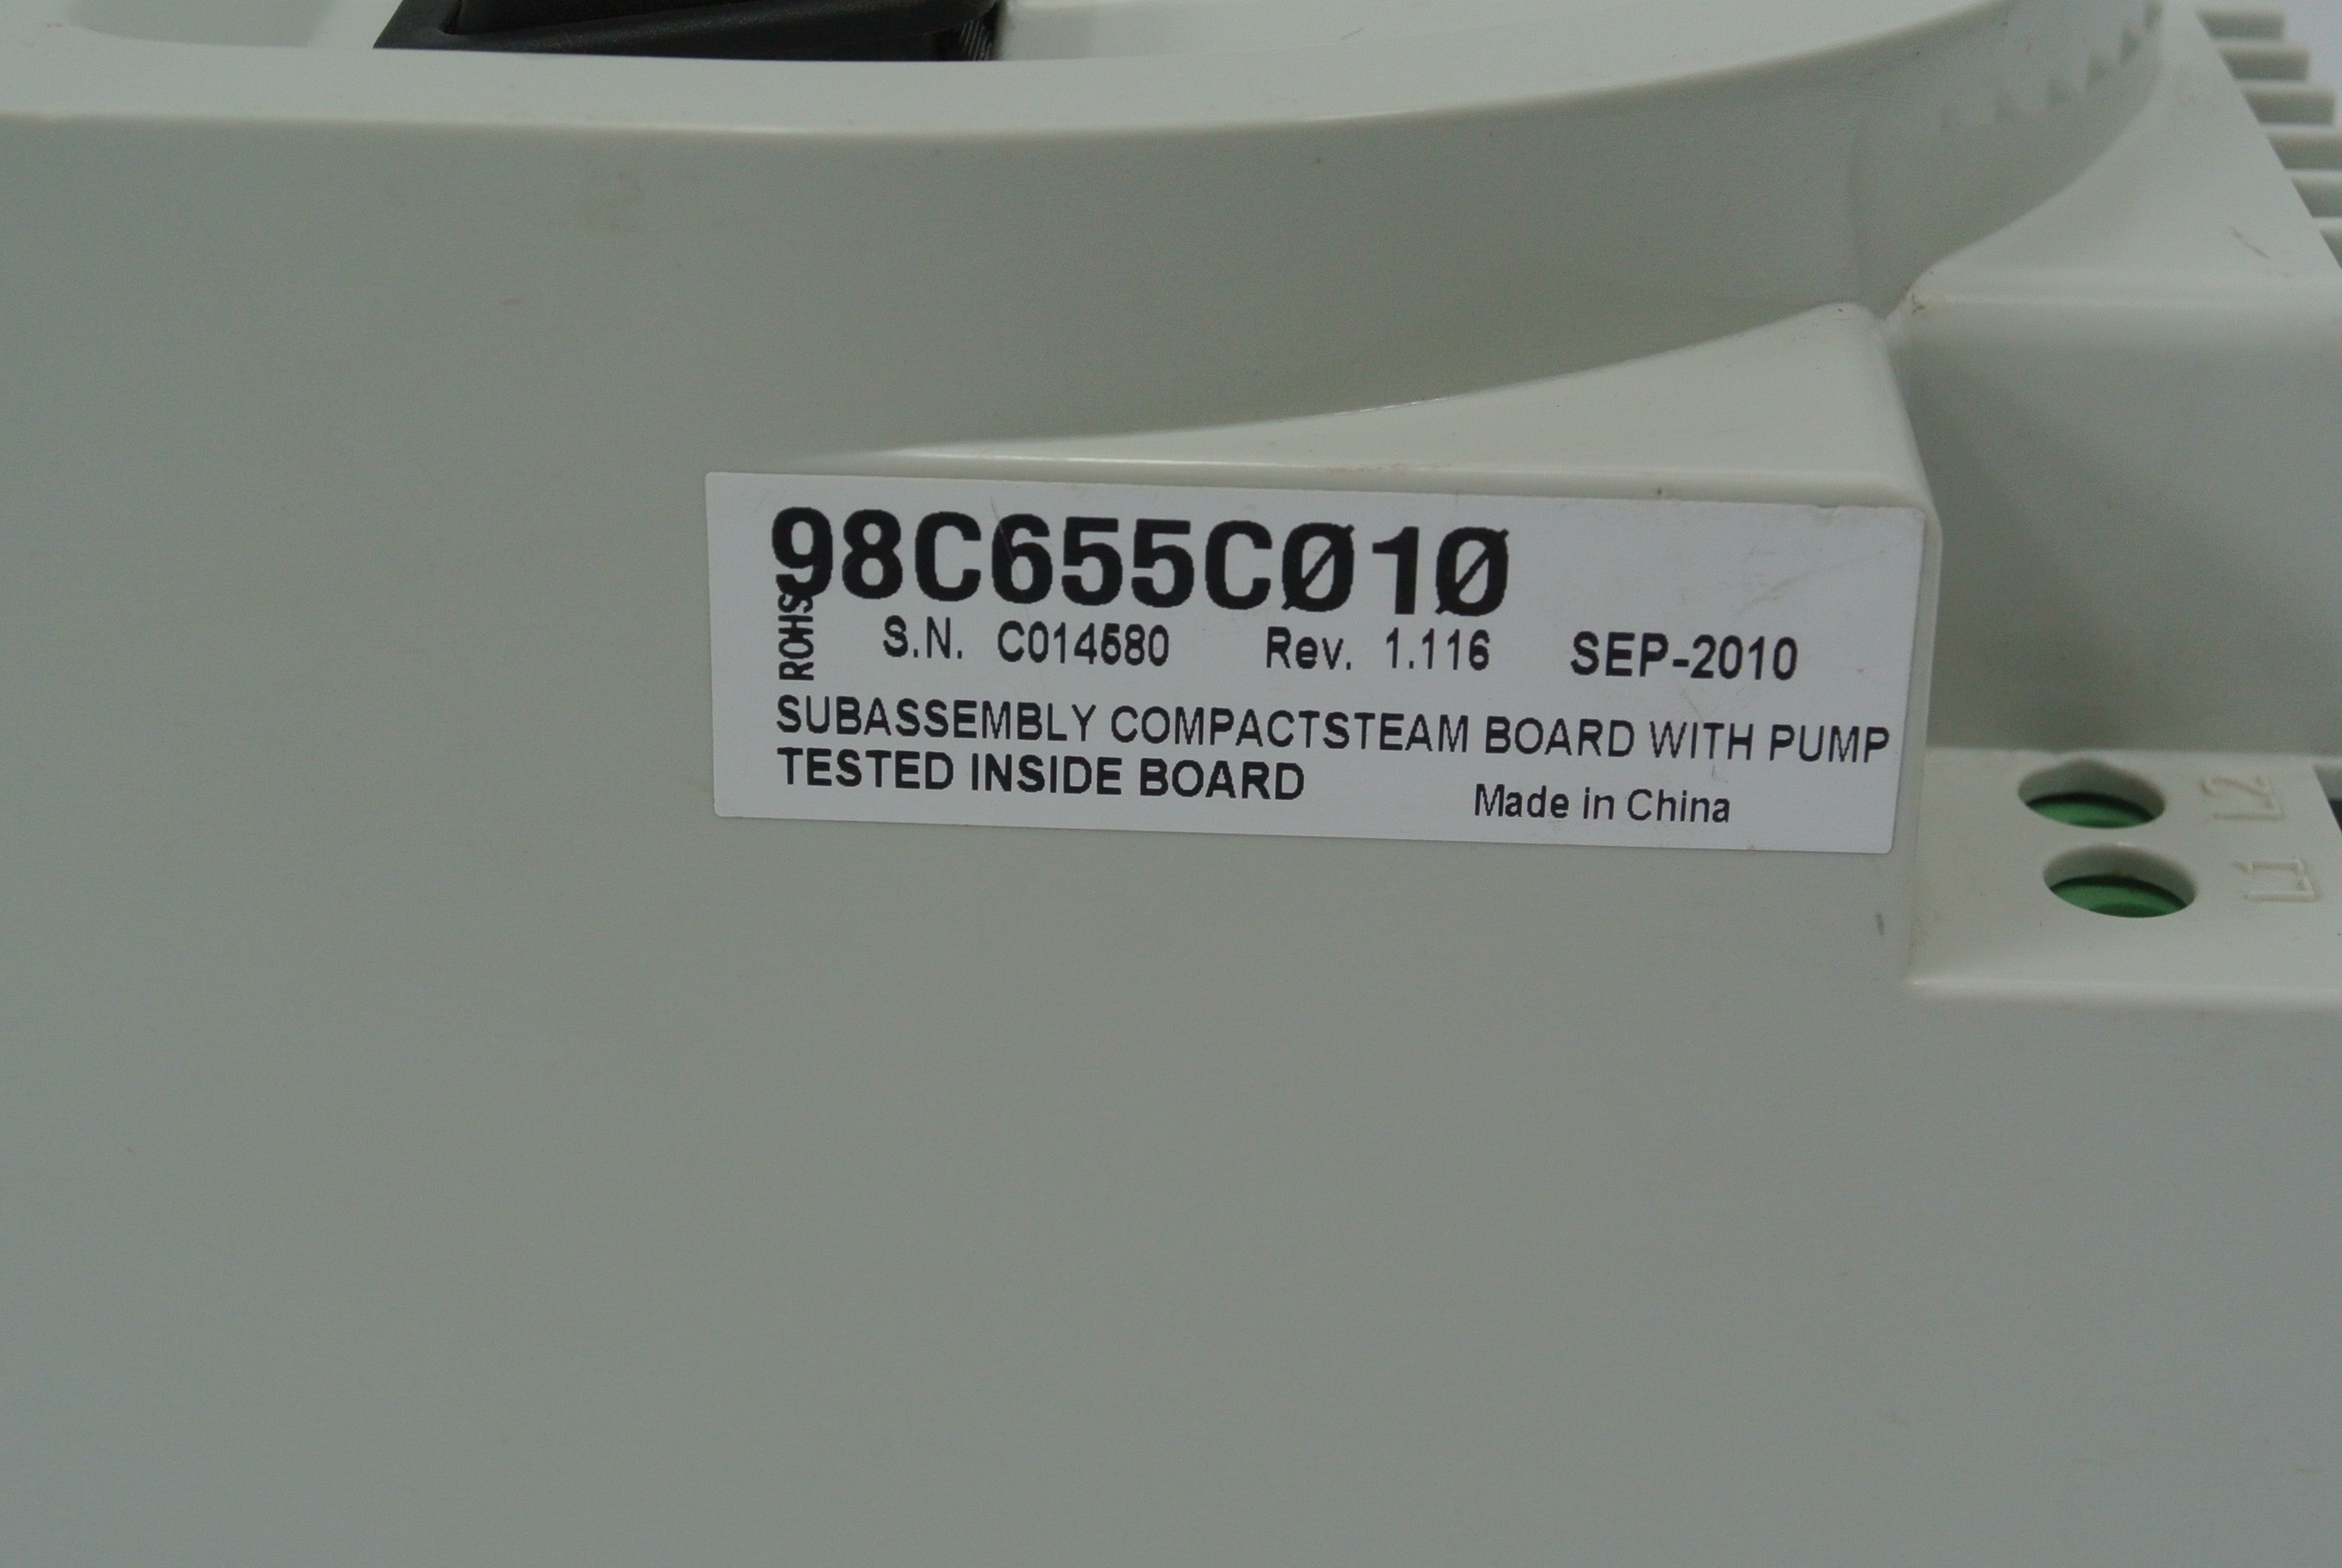 98C655CØ1Ø
ROHS
S.N. C014580 Rev. 1.116 SEP-2010
SUBASSEMBLY COMPACTSTEAM BOARD WITH PUMP
TESTED INSIDE BOARD
Made in China
L2
L1